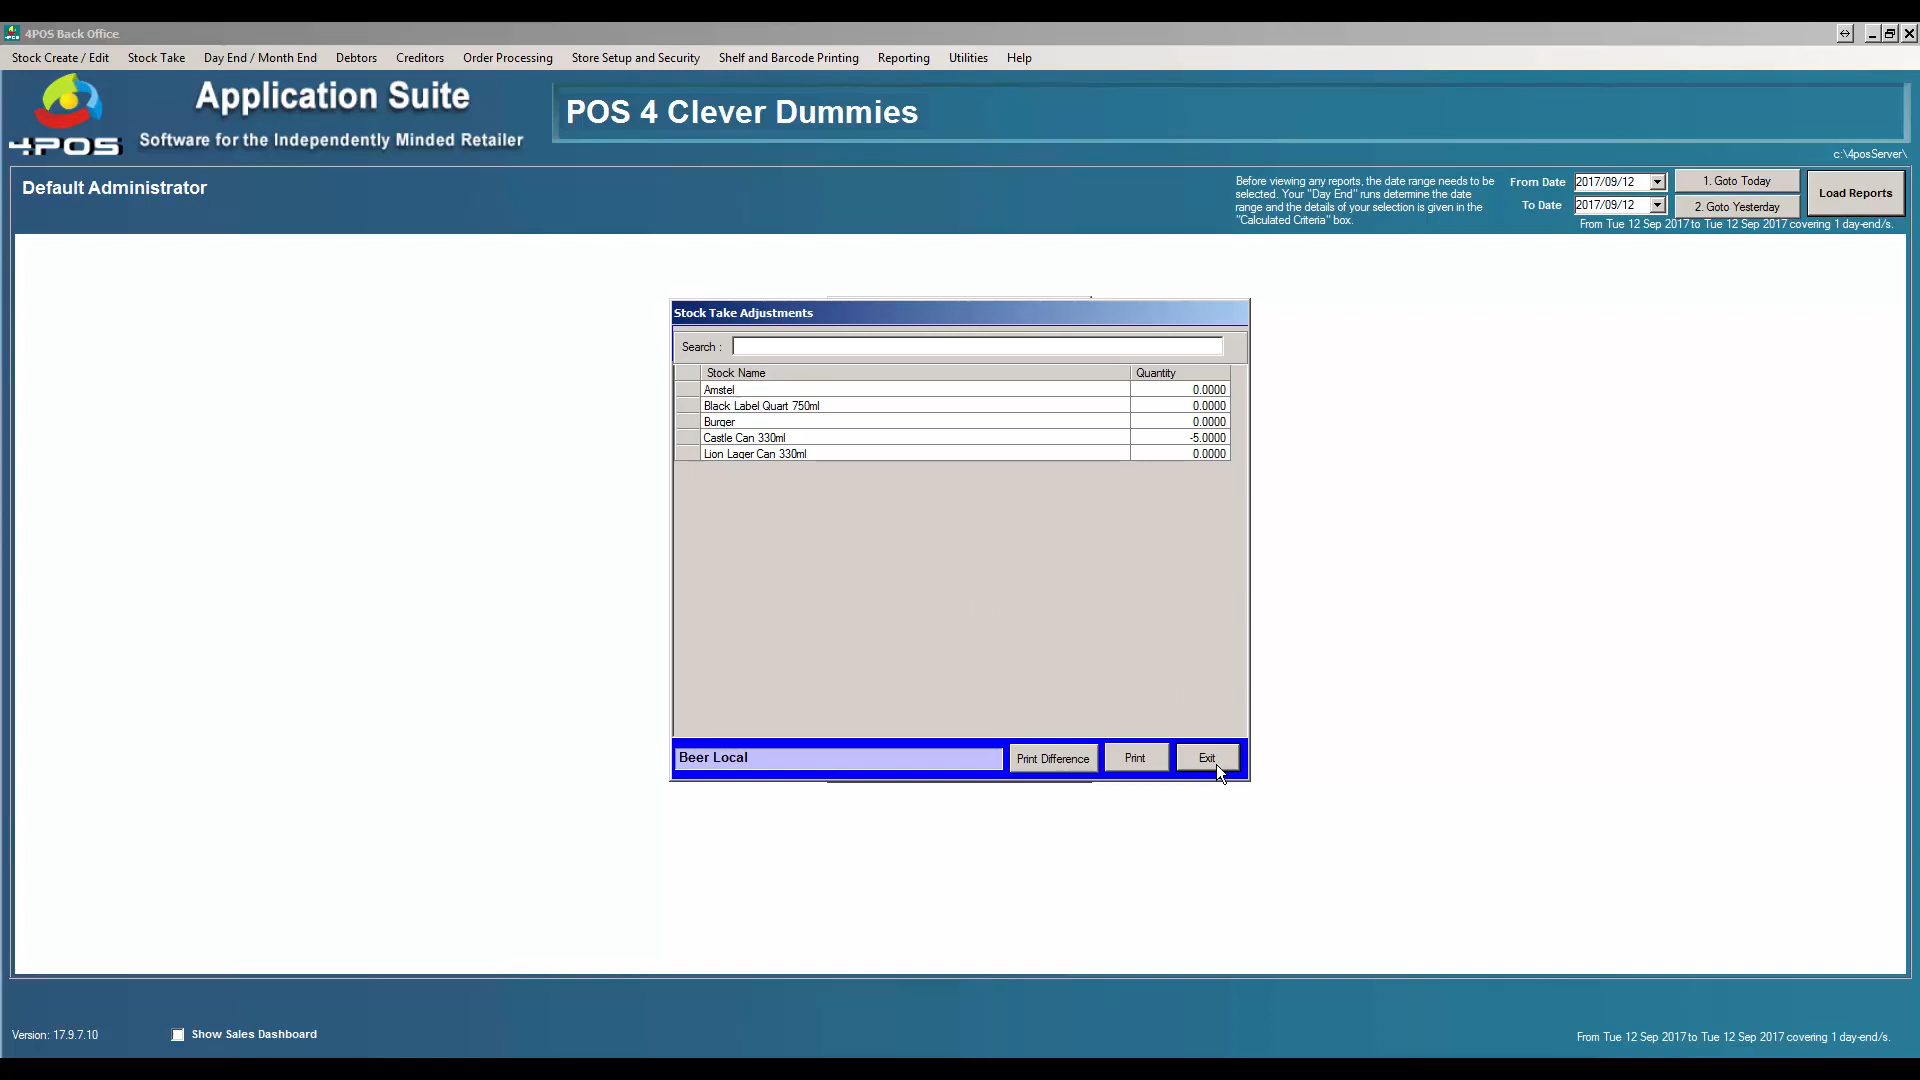 4POS Back Office
Stock Create / Edit Stock Take Day End / Month End Debtors Creditors Order Processing Store Setup and Security Shelf and Barcode Printing Reporting Utilities Help
4POS
Application Suite
Software for the Independently Minded Retailer
POS 4 Clever Dummies
c:\4posServer\
Default Administrator
Before viewing any reports, the date range needs to be
selected. Your "Day End" runs determine the date
range and the details of your selection is given in the
"Calculated Criteria" box.
From Date 2017/09/12 1. Goto Today
To Date 2017/09/12 2. Goto Yesterday
Load Reports
From Tue 12 Sep 2017 to Tue 12 Sep 2017 covering 1 day-end/s.
Stock Take Adjustments
Search :
Stock Name Quantity
Amstel 0.0000
Black Label Quart 750ml 0.0000
Burger 0.0000
Castle Can 330ml -5.0000
Lion Lager Can 330ml 0.0000
Beer Local Print Difference Print Exit
Version: 17.9.7.10 Show Sales Dashboard From Tue 12 Sep 2017 to Tue 12 Sep 2017 covering 1 day-end/s.